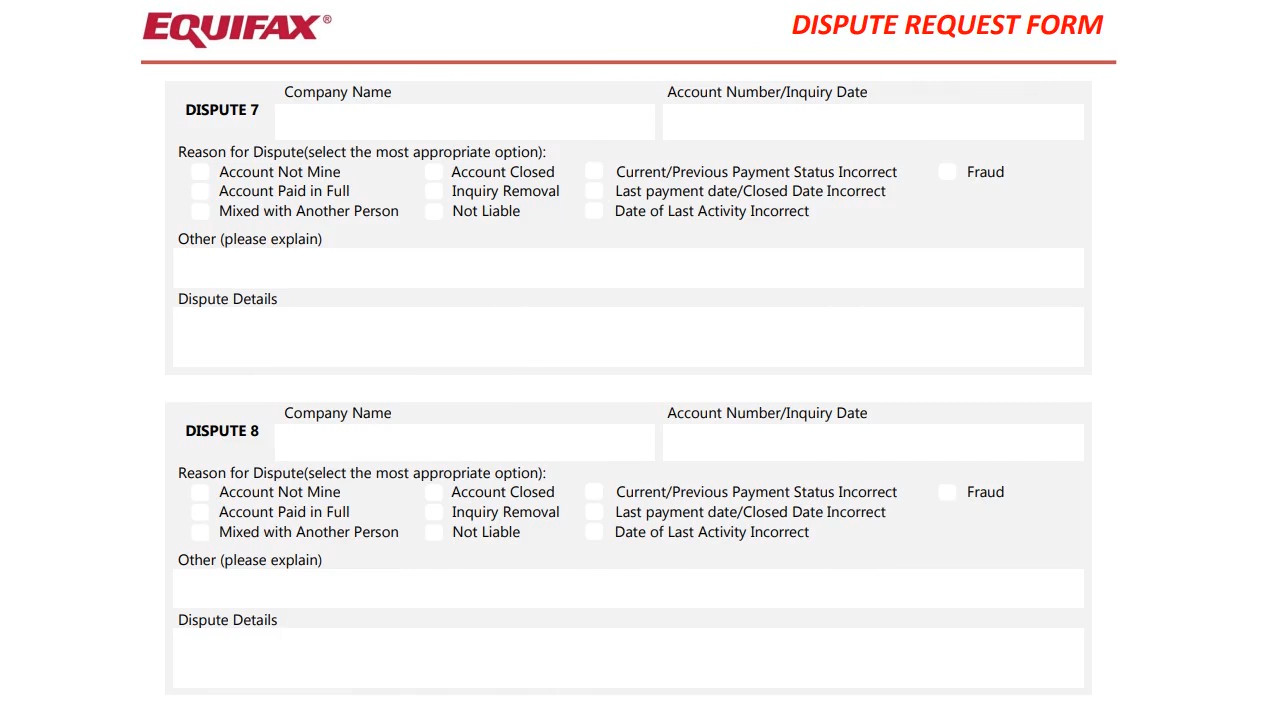 EQUIFAX® DISPUTE REQUEST FORM
Company Name Account Number/Inquiry Date
DISPUTE 7
Reason for Dispute(select the most appropriate option):
Account Not Mine Account Closed Current/Previous Payment Status Incorrect Fraud
Account Paid in Full Inquiry Removal Last payment date/Closed Date Incorrect
Mixed with Another Person Not Liable Date of Last Activity Incorrect
Other (please explain)
Dispute Details
Company Name Account Number/Inquiry Date
DISPUTE 8
Reason for Dispute(select the most appropriate option):
Account Not Mine Account Closed Current/Previous Payment Status Incorrect Fraud
Account Paid in Full Inquiry Removal Last payment date/Closed Date Incorrect
Mixed with Another Person Not Liable Date of Last Activity Incorrect
Other (please explain)
Dispute Details